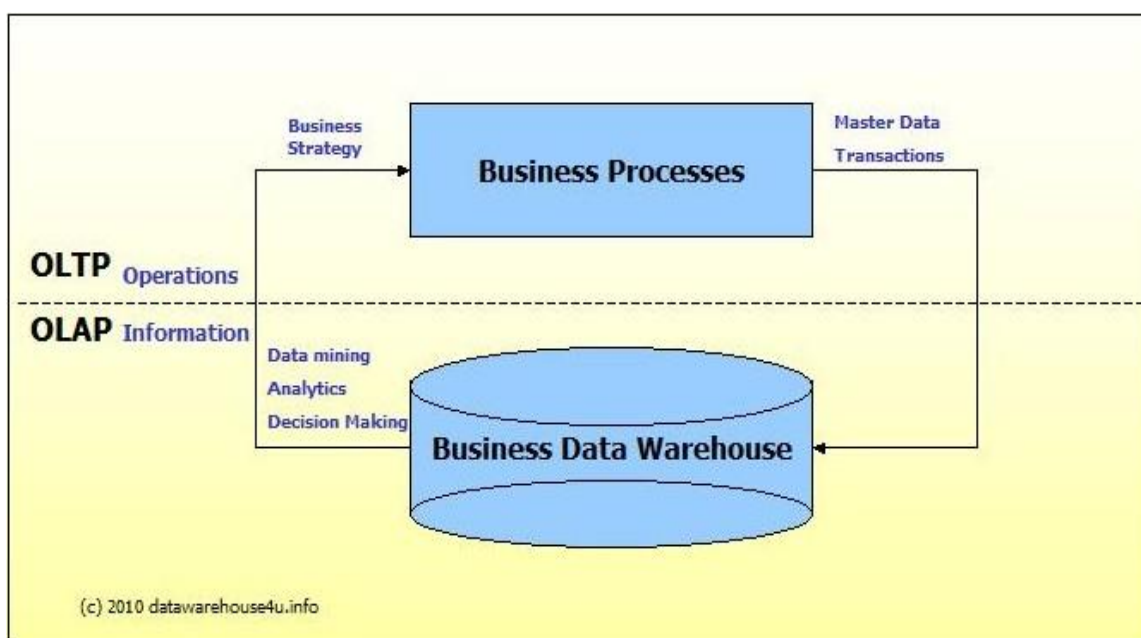 Business
Strategy
Business Processes
Master Data
Transactions
OLTP Operations
OLAP Information
Data mining
Analytics
Decision Making
Business Data Warehouse
(c) 2010 datawarehouse4u.info